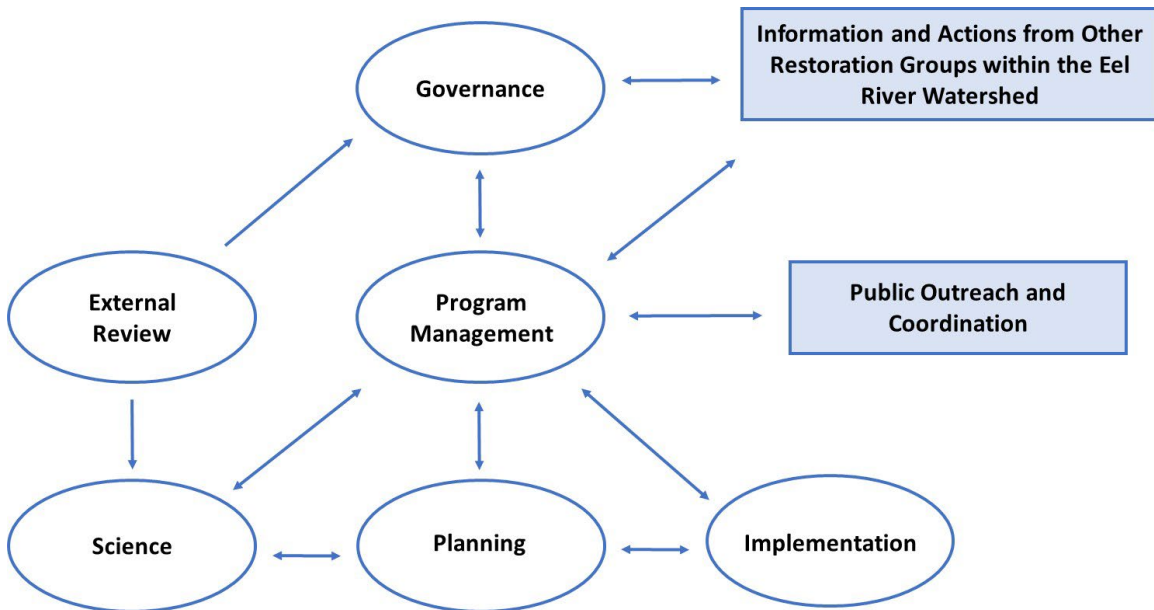 Information and Actions from Other
Restoration Groups within the Eel
River Watershed
Governance
External
Review
Program
Management
Public Outreach and
Coordination
Science
Planning
Implementation